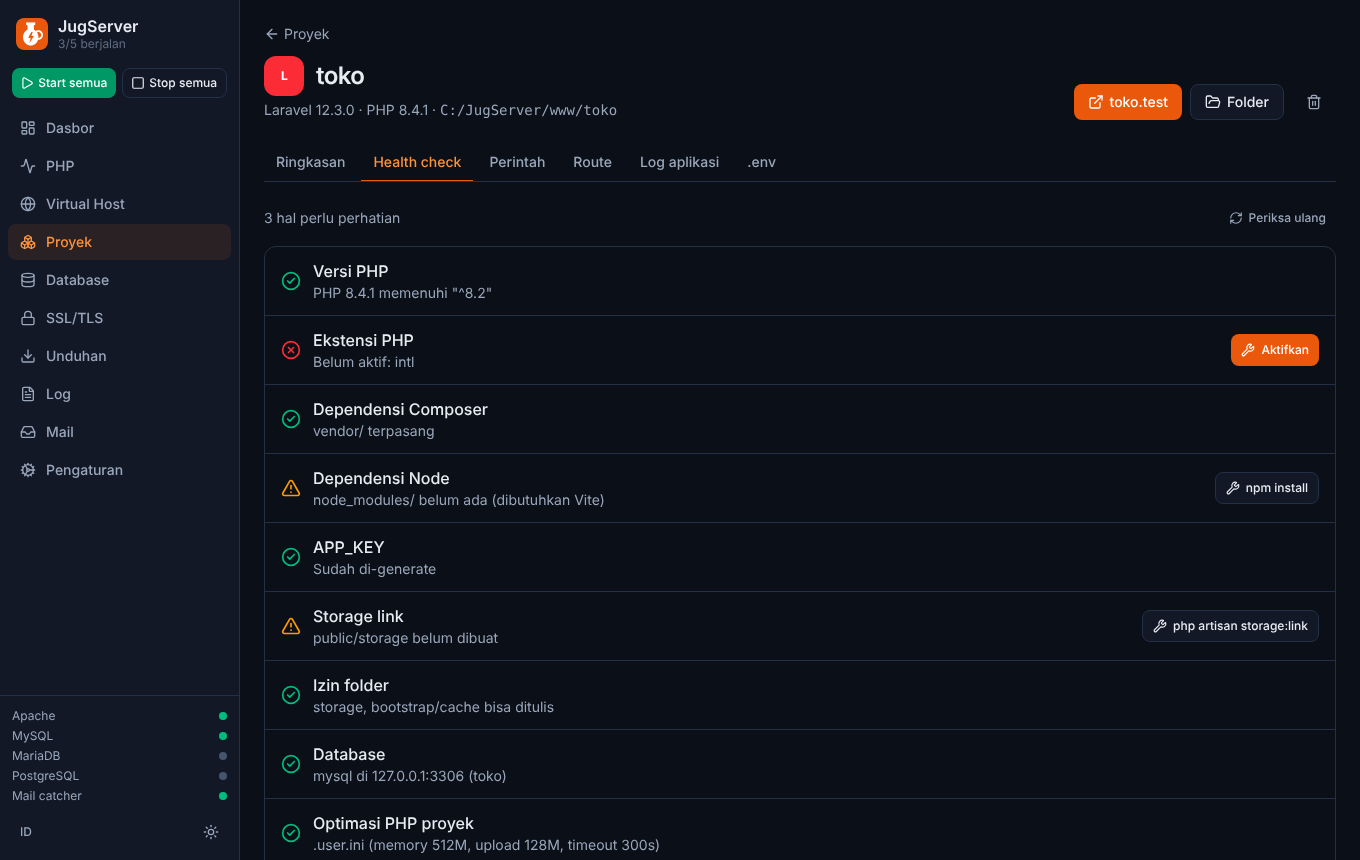 JugServer
3/5 berjalan
Start semua
Stop semua
Dasbor
PHP
Virtual Host
Proyek
Database
SSL/TLS
Unduhan
Log
Mail
Pengaturan
Apache
MySQL
MariaDB
PostgreSQL
Mail catcher
ID
Proyek
L
toko
Laravel 12.3.0 · PHP 8.4.1 · C:/JugServer/www/toko
toko.test
Folder
Ringkasan
Health check
Perintah
Route
Log aplikasi
.env
3 hal perlu perhatian
Periksa ulang
Versi PHP
PHP 8.4.1 memenuhi "^8.2"
Ekstensi PHP
Belum aktif: intl
Aktifkan
Dependensi Composer
vendor/ terpasang
Dependensi Node
node_modules/ belum ada (dibutuhkan Vite)
npm install
APP_KEY
Sudah di-generate
Storage link
public/storage belum dibuat
php artisan storage:link
Izin folder
storage, bootstrap/cache bisa ditulis
Database
mysql di 127.0.0.1:3306 (toko)
Optimasi PHP proyek
.user.ini (memory 512M, upload 128M, timeout 300s)